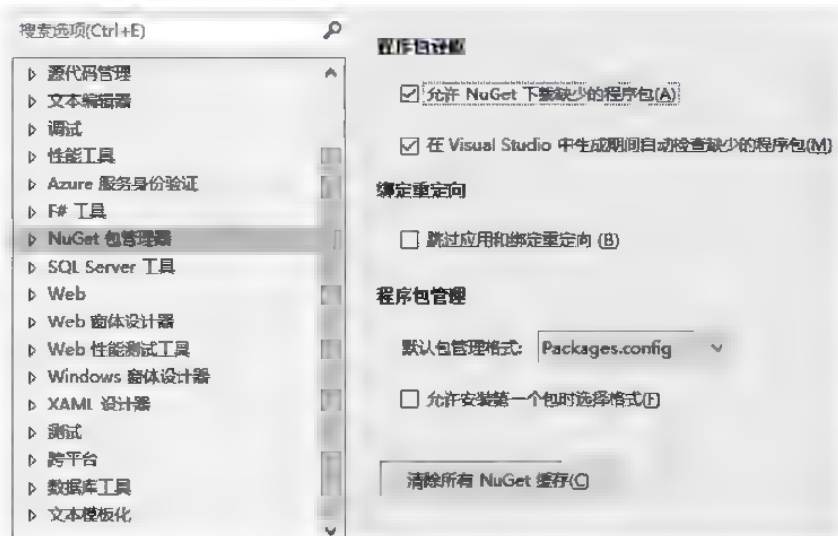 搜索选项(Ctrl+E)
源代码管理
文本编辑器
调试
性能工具
Azure 服务身份验证
F# 工具
NuGet 包管理器
SQL Server 工具
Web
Web 窗体设计器
Web 性能测试工具
Windows 窗体设计器
XAML 设计器
测试
跨平台
数据库工具
文本模板化
程序包还原
允许 NuGet 下载缺少的程序包(A)
在 Visual Studio 中生成期间自动检查缺少的程序包(M)
绑定重定向
跳过应用和绑定重定向 (B)
程序包管理
默认包管理格式: Packages.config
允许安装第一个包时选择格式(F)
清除所有 NuGet 缓存(C)